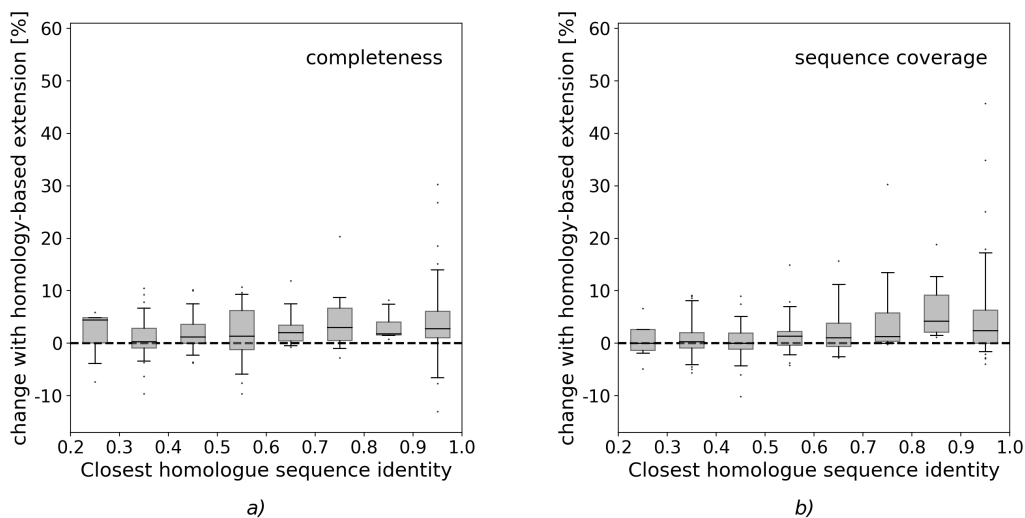 completeness
change with homology-based extension [%]
60
50
40
30
20
10
0
-10
0.2 0.3 0.4 0.5 0.6 0.7 0.8 0.9 1.0
Closest homologue sequence identity
a)
sequence coverage
change with homology-based extension [%]
60
50
40
30
20
10
0
-10
0.2 0.3 0.4 0.5 0.6 0.7 0.8 0.9 1.0
Closest homologue sequence identity
b)